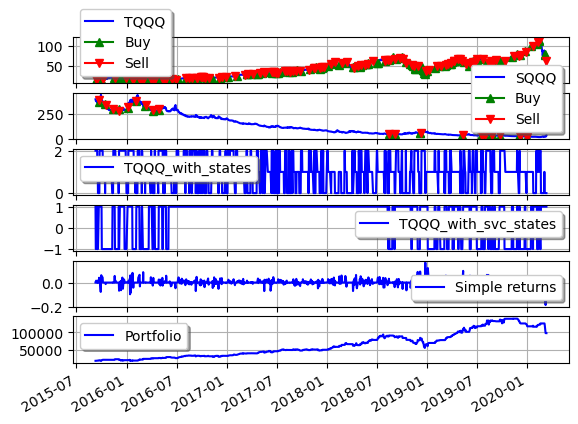 TQQQ
Buy
Sell
100
50
SQQQ
Buy
Sell
250
0
TQQQ_with_states
2
0
TQQQ_with_svc_states
1
0
−1
Simple returns
0.0
−0.2
Portfolio
100000
50000
2015-07
2016-01
2016-07
2017-01
2017-07
2018-01
2018-07
2019-01
2019-07
2020-01